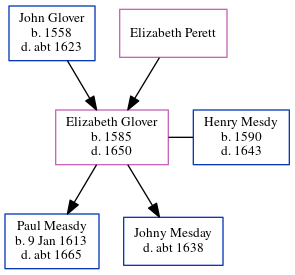 John Glover
b. 1558
d. abt 1623
Elizabeth Perett
Elizabeth Glover
b. 1585
d. 1650
Henry Mesdy
b. 1590
d. 1643
Paul Measdy
b. 9 Jan 1613
d. abt 1665
Johny Mesday
d. abt 1638